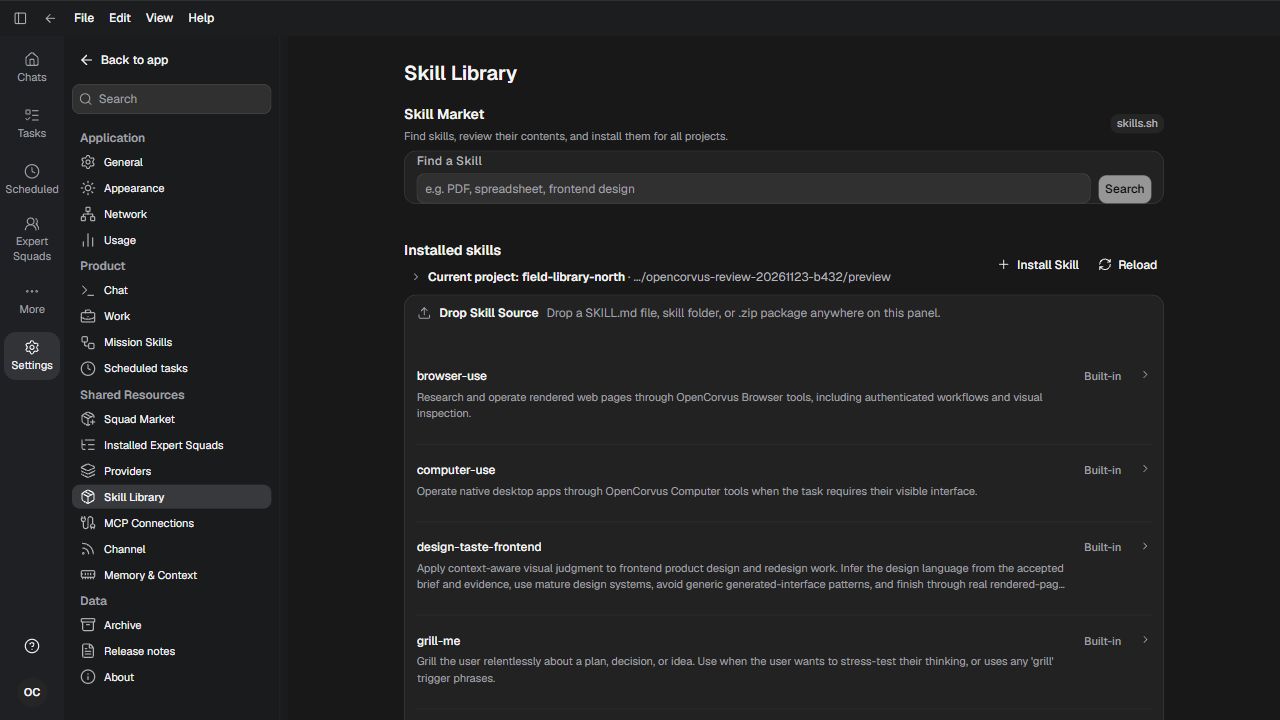 File Edit View Help
Chats
Tasks
Scheduled
Expert
Squads
More
Settings
OC
Back to app
Search
Application
General
Appearance
Network
Usage
Product
Chat
Work
Mission Skills
Scheduled tasks
Shared Resources
Squad Market
Installed Expert Squads
Providers
Skill Library
MCP Connections
Channel
Memory & Context
Data
Archive
Release notes
About
Skill Library
Skill Market
Find skills, review their contents, and install them for all projects.
skills.sh
Find a Skill
e.g. PDF, spreadsheet, frontend design
Search
Installed skills
Current project: field-library-north · .../opencorvus-review-20261123-b432/preview
Install Skill
Reload
Drop Skill Source Drop a SKILL.md file, skill folder, or .zip package anywhere on this panel.
browser-use
Built-in
Research and operate rendered web pages through OpenCorvus Browser tools, including authenticated workflows and visual
inspection.
computer-use
Built-in
Operate native desktop apps through OpenCorvus Computer tools when the task requires their visible interface.
design-taste-frontend
Built-in
Apply context-aware visual judgment to frontend product design and redesign work. Infer the design language from the accepted
brief and evidence, use mature design systems, avoid generic generated-interface patterns, and finish through real rendered-pag...
grill-me
Built-in
Grill the user relentlessly about a plan, decision, or idea. Use when the user wants to stress-test their thinking, or uses any 'grill'
trigger phrases.